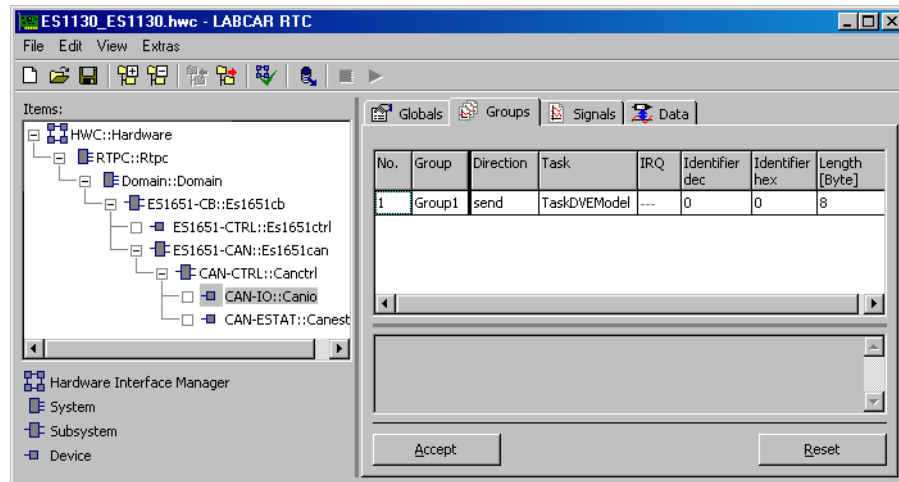 ES1130_ES1130.hwc - LABCAR RTC
File Edit View Extras
Items:
HWC::Hardware
RTPC::Rtpc
Domain::Domain
ES1651-CB::Es1651cb
ES1651-CTRL::Es1651ctrl
ES1651-CAN::Es1651can
CAN-CTRL::Canctrl
CAN-IO::Canio
CAN-ESTAT::Canest
Hardware Interface Manager
System
Subsystem
Device
Globals Groups Signals Data
No. Group Direction Task IRQ Identifier dec Identifier hex Length [Byte]
1 Group1 send TaskDVEModel --- 0 0 8
Accept Reset